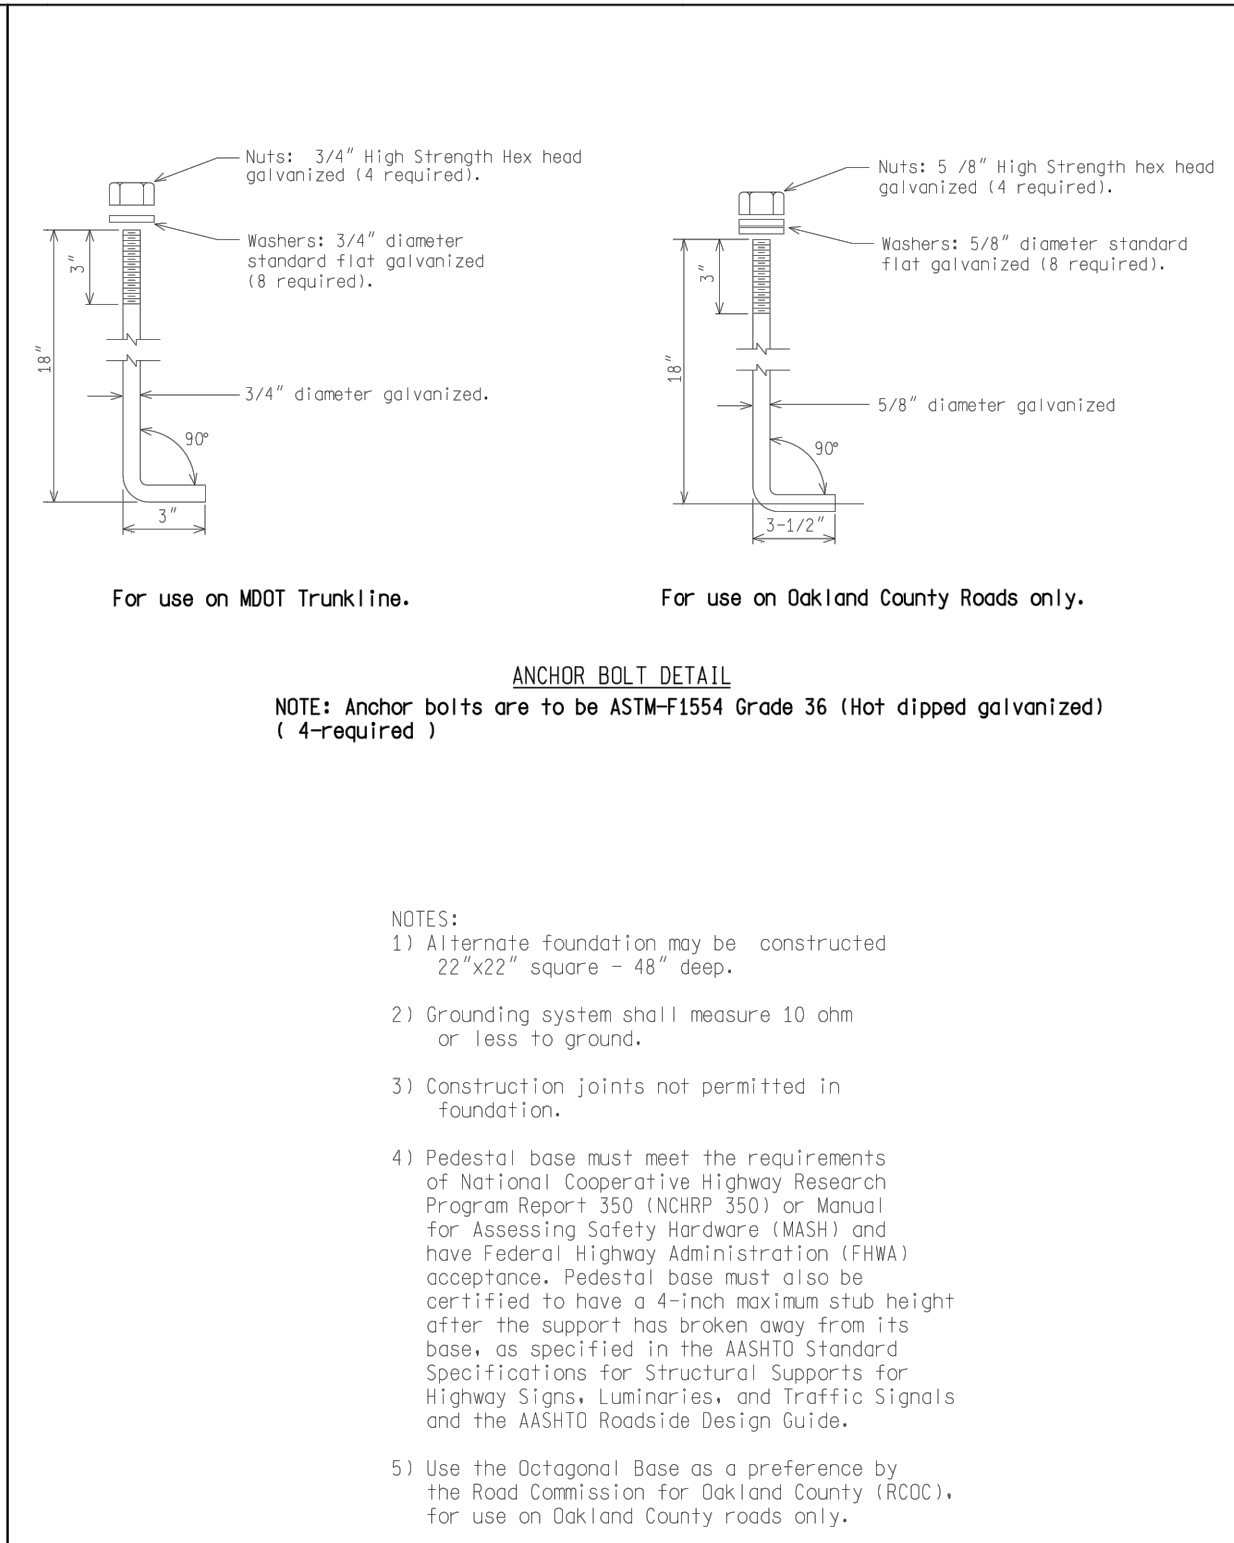 Nuts: 3/4" High Strength Hex head
galvanized (4 required).
Washers: 3/4" diameter
standard flat galvanized
(8 required).
3"
18"
3/4" diameter galvanized.
90°
3"
For use on MDOT Trunkline.
Nuts: 5 /8" High Strength hex head
galvanized (4 required).
Washers: 5/8" diameter standard
flat galvanized (8 required).
3"
18"
5/8" diameter galvanized
90°
3-1/2"
For use on Oakland County Roads only.
ANCHOR BOLT DETAIL
NOTE: Anchor bolts are to be ASTM-F1554 Grade 36 (Hot dipped galvanized)
( 4-required )
NOTES:
1) Alternate foundation may be constructed
22"x22" square - 48" deep.
2) Grounding system shall measure 10 ohm
or less to ground.
3) Construction joints not permitted in
foundation.
4) Pedestal base must meet the requirements
of National Cooperative Highway Research
Program Report 350 (NCHRP 350) or Manual
for Assessing Safety Hardware (MASH) and
have Federal Highway Administration (FHWA)
acceptance. Pedestal base must also be
certified to have a 4-inch maximum stub height
after the support has broken away from its
base, as specified in the AASHTO Standard
Specifications for Structural Supports for
Highway Signs, Luminaries, and Traffic Signals
and the AASHTO Roadside Design Guide.
5) Use the Octagonal Base as a preference by
the Road Commission for Oakland County (RCOC),
for use on Oakland County roads only.